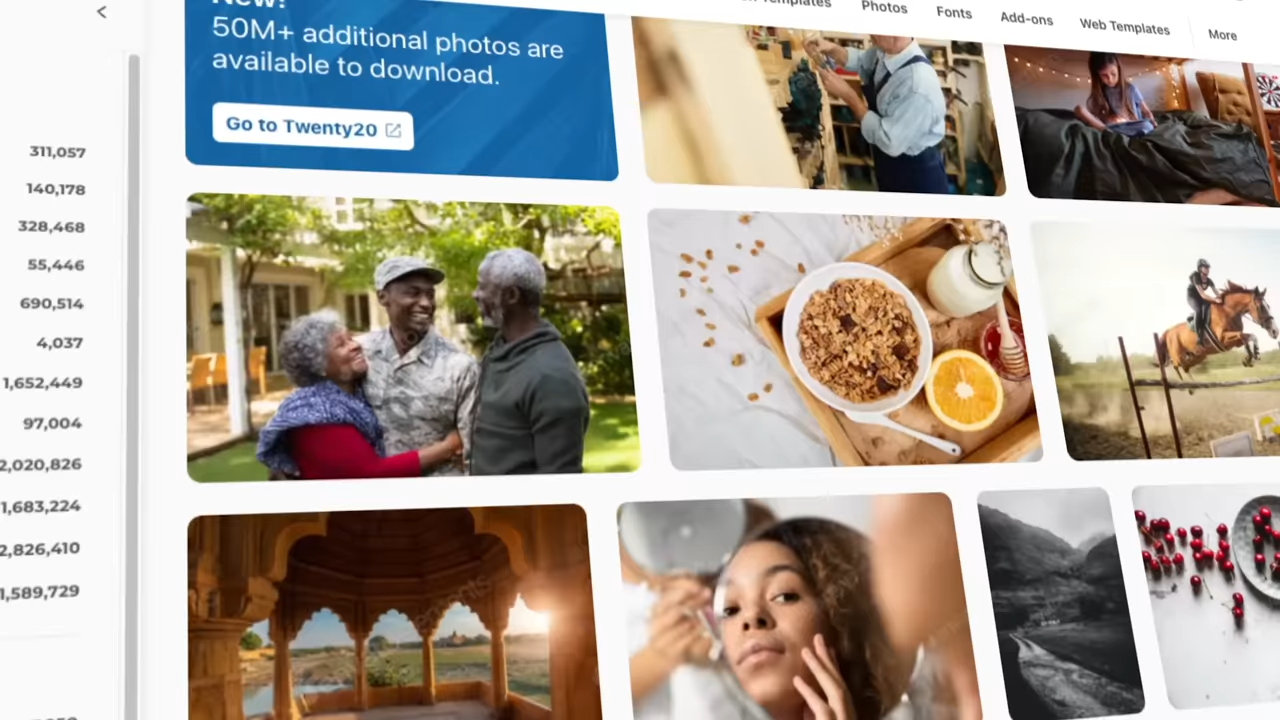 <
Templates
Photos
Fonts
Add-ons
Web Templates
More
New!
50M+ additional photos are
available to download.
Go to Twenty20
311,057
140,178
328,468
55,446
690,514
4,037
1,652,449
97,004
2,020,826
1,683,224
2,826,410
1,589,729